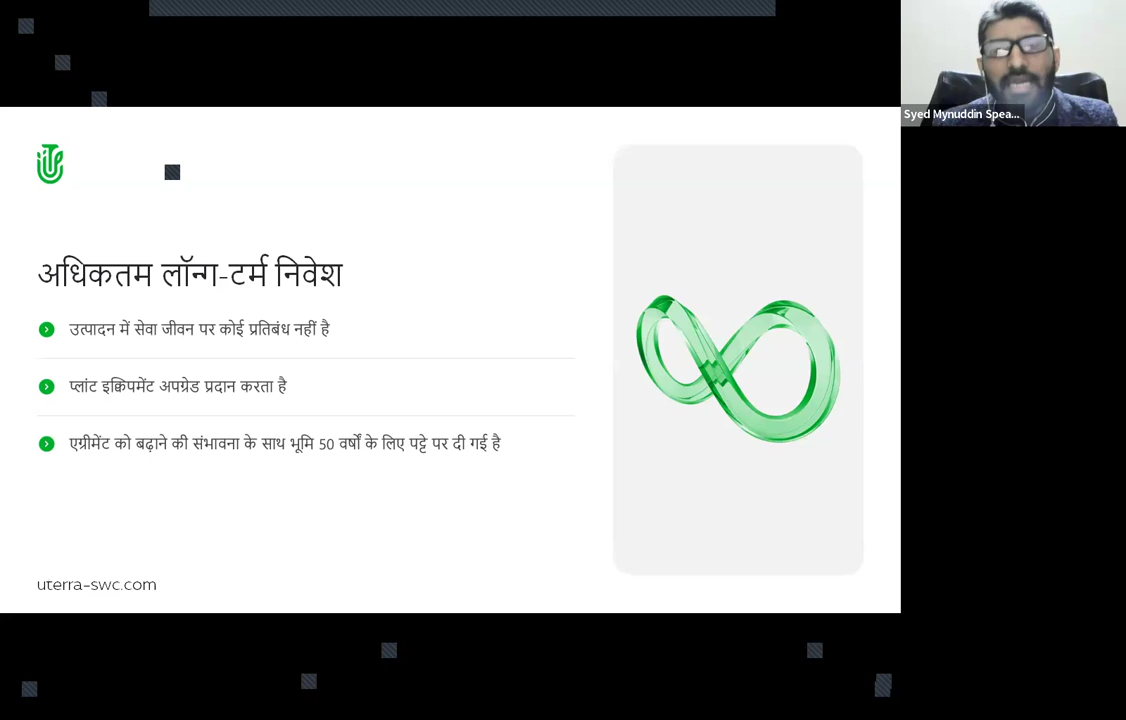 Syed Mynuddin Spea...
अधिकतम लॉन्ग-टर्म निवेश
उत्पादन में सेवा जीवन पर कोई प्रतिबंध नहीं है
प्लांट इक्विपमेंट अपग्रेड प्रदान करता है
एग्रीमेंट को बढ़ाने की संभावना के साथ भूमि 50 वर्षों के लिए पट्टे पर दी गई है
uterra-swc.com